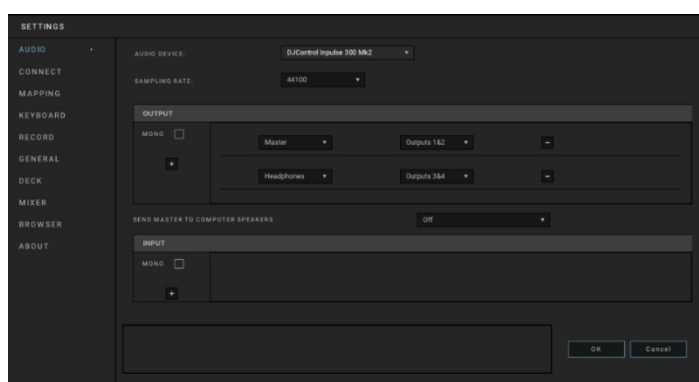 SETTINGS
AUDIO
CONNECT
MAPPING
KEYBOARD
RECORD
GENERAL
DECK
MIXER
BROWSER
ABOUT
AUDIO DEVICE: DJControl Inpulse 300 Mk2
SAMPLING RATE: 44100
OUTPUT
MONO
+
Master Outputs 1&2 -
Headphones Outputs 3&4 -
SEND MASTER TO COMPUTER SPEAKERS Off
INPUT
MONO
+
OK Cancel